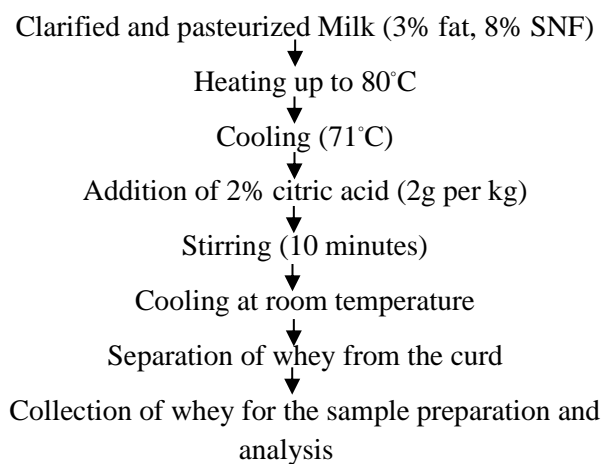 Clarified and pasteurized Milk (3% fat, 8% SNF)
Heating up to 80°C
Cooling (71°C)
Addition of 2% citric acid (2g per kg)
Stirring (10 minutes)
Cooling at room temperature
Separation of whey from the curd
Collection of whey for the sample preparation and
analysis